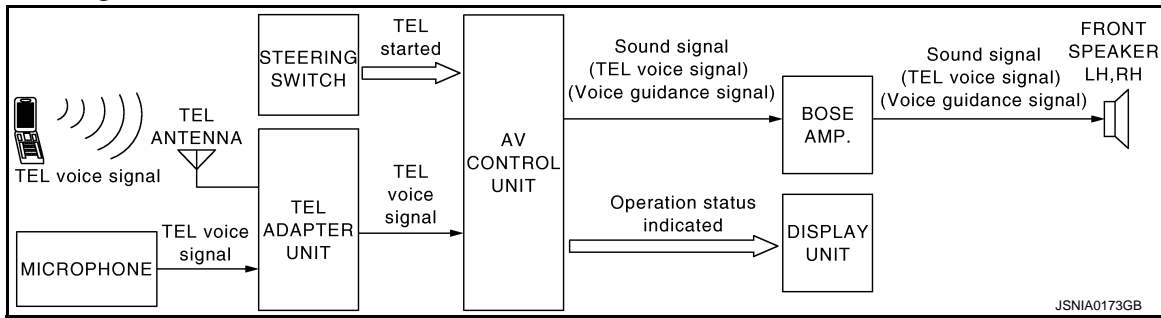 STEERING
SWITCH
TEL
started
TEL
ANTENNA
TEL voice signal
MICROPHONE
TEL voice
signal
TEL
ADAPTER
UNIT
TEL
voice
signal
AV
CONTROL
UNIT
Sound signal
(TEL voice signal)
(Voice guidance signal)
BOSE
AMP.
Sound signal
(TEL voice signal)
(Voice guidance signal)
FRONT
SPEAKER
LH,RH
Operation status
indicated
DISPLAY
UNIT
JSNIA0173GB